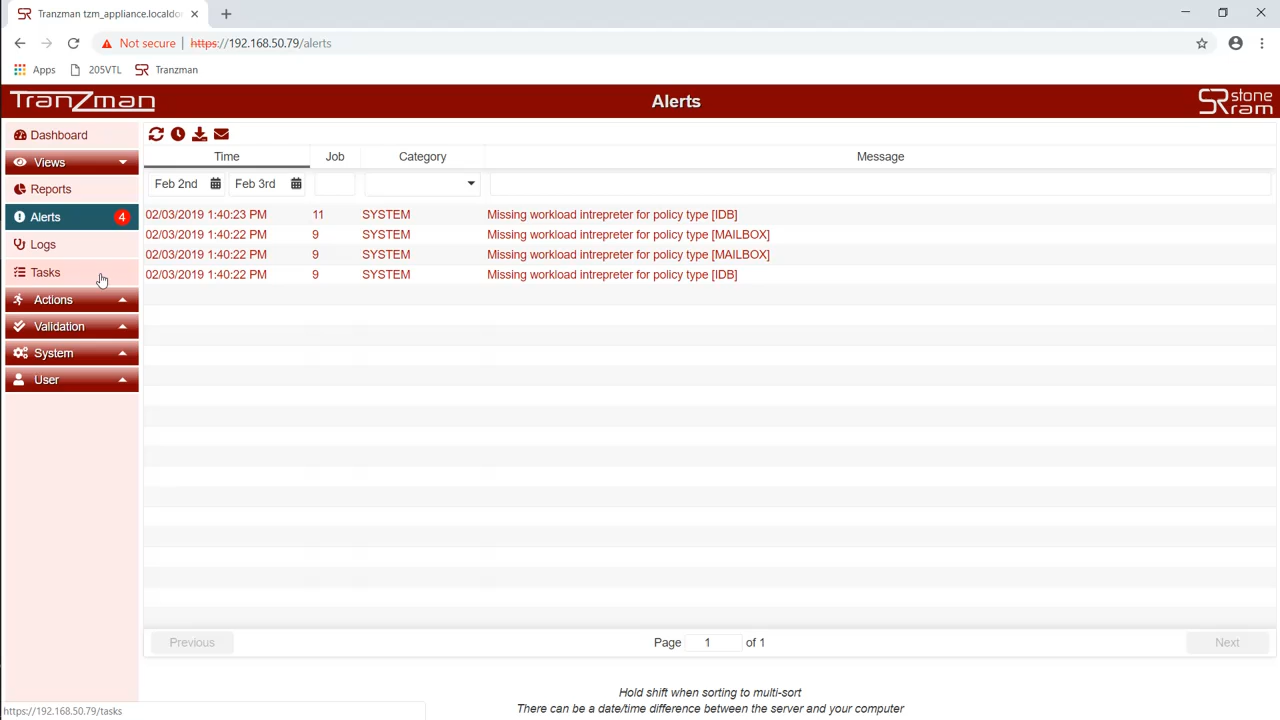 Tranzman tzm_appliance.localdo
Not secure | https://192.168.50.79/alerts
Apps 205VTL Tranzman
TranZman Alerts SR stone ram
Dashboard
Views
Reports
Alerts 4
Logs
Tasks
Actions
Validation
System
User
Time Job Category Message
Feb 2nd Feb 3rd
02/03/2019 1:40:23 PM 11 SYSTEM Missing workload intrepreter for policy type [IDB]
02/03/2019 1:40:22 PM 9 SYSTEM Missing workload intrepreter for policy type [MAILBOX]
02/03/2019 1:40:22 PM 9 SYSTEM Missing workload intrepreter for policy type [MAILBOX]
02/03/2019 1:40:22 PM 9 SYSTEM Missing workload intrepreter for policy type [IDB]
Previous Page 1 of 1 Next
Hold shift when sorting to multi-sort
There can be a date/time difference between the server and your computer
https://192.168.50.79/tasks